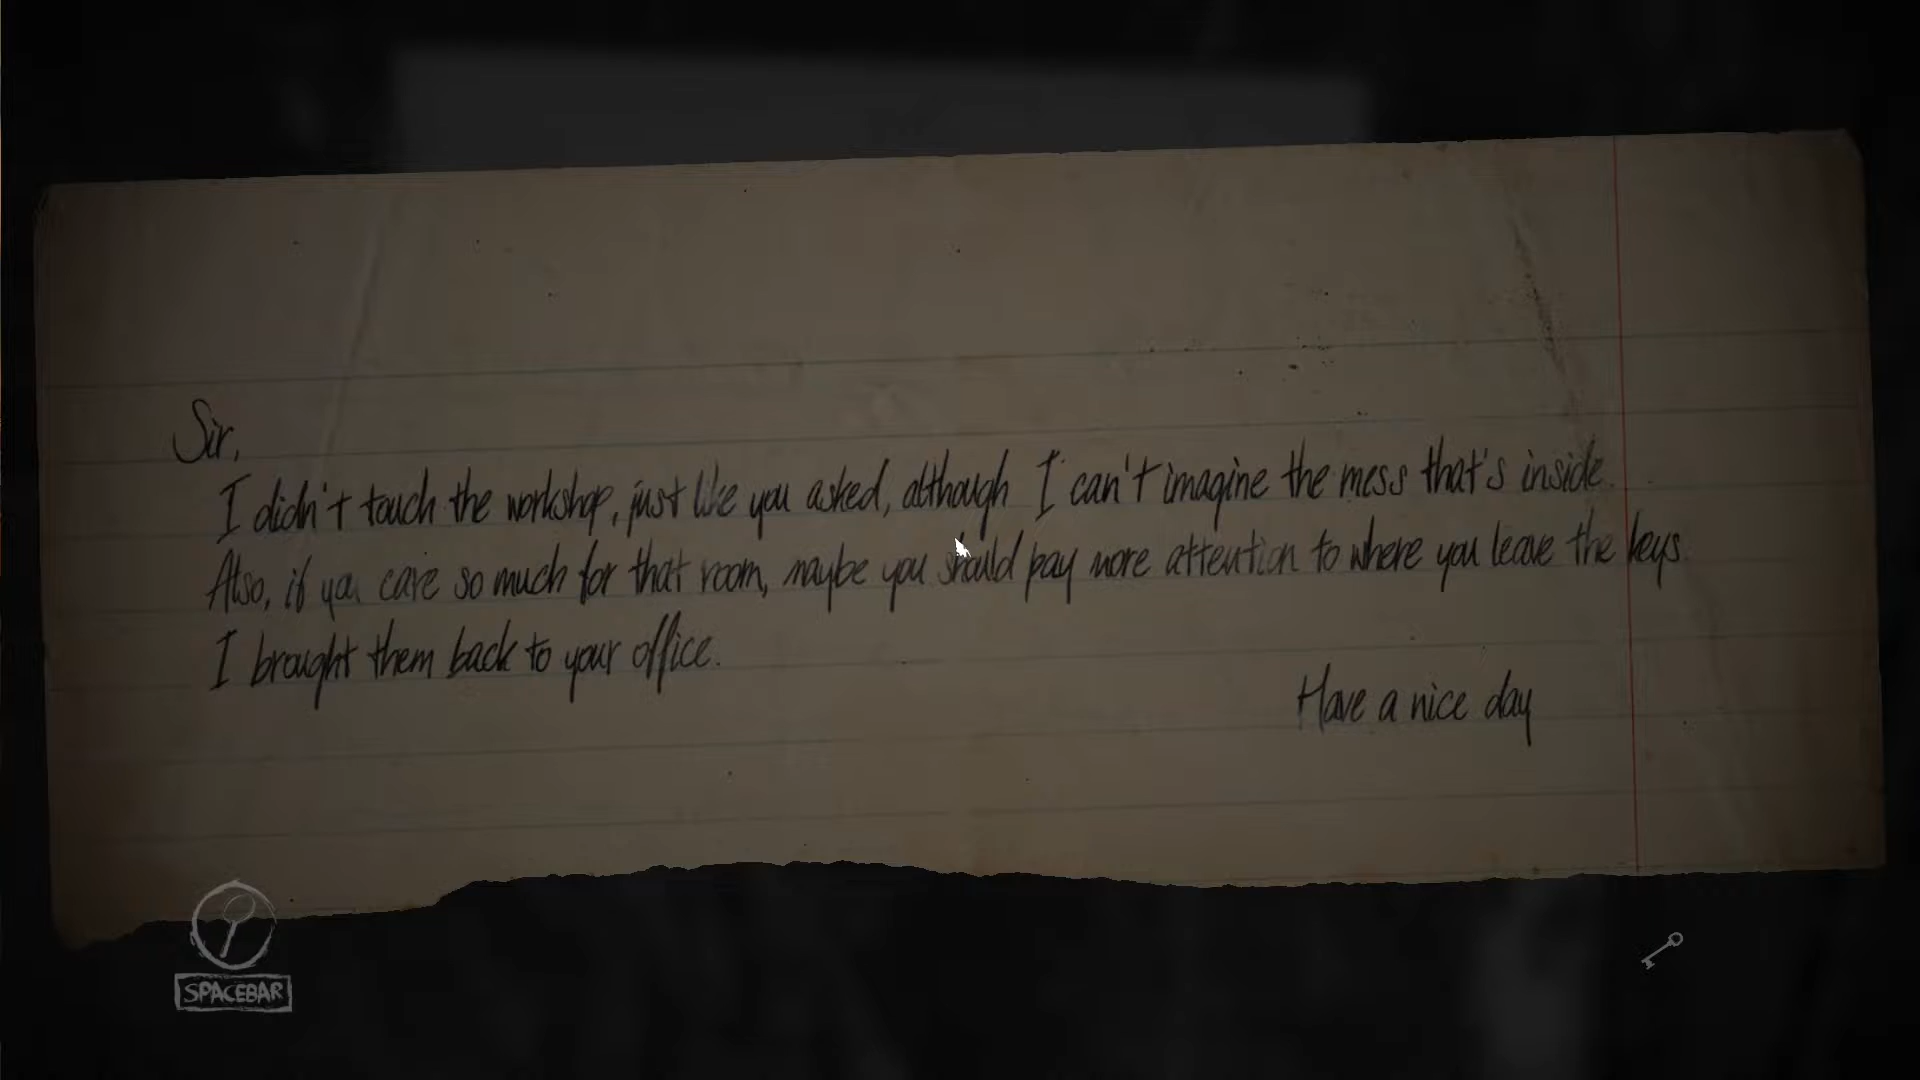 Sir,
I didn't touch the workshop, just like you asked, although I can't imagine the mess that's inside.
Also, if you care so much for that room, maybe you should pay more attention to where you leave the keys.
I brought them back to your office.
Have a nice day
SPACEBAR